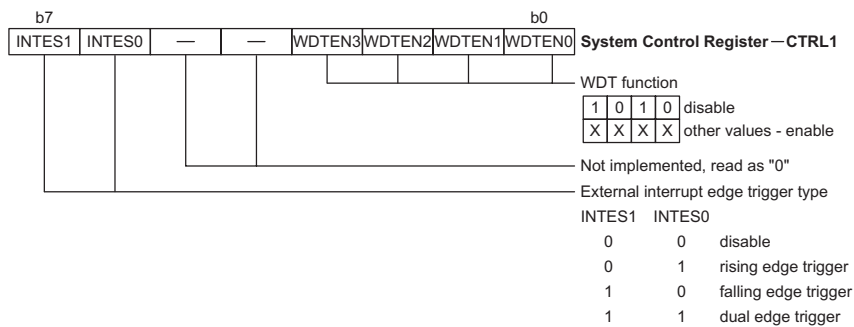 b7 b0
INTES1 INTES0 — — WDTEN3 WDTEN2 WDTEN1 WDTEN0 System Control Register—CTRL1
WDT function
1 0 1 0 disable
X X X X other values - enable
Not implemented, read as "0"
External interrupt edge trigger type
INTES1 INTES0
0 0 disable
0 1 rising edge trigger
1 0 falling edge trigger
1 1 dual edge trigger